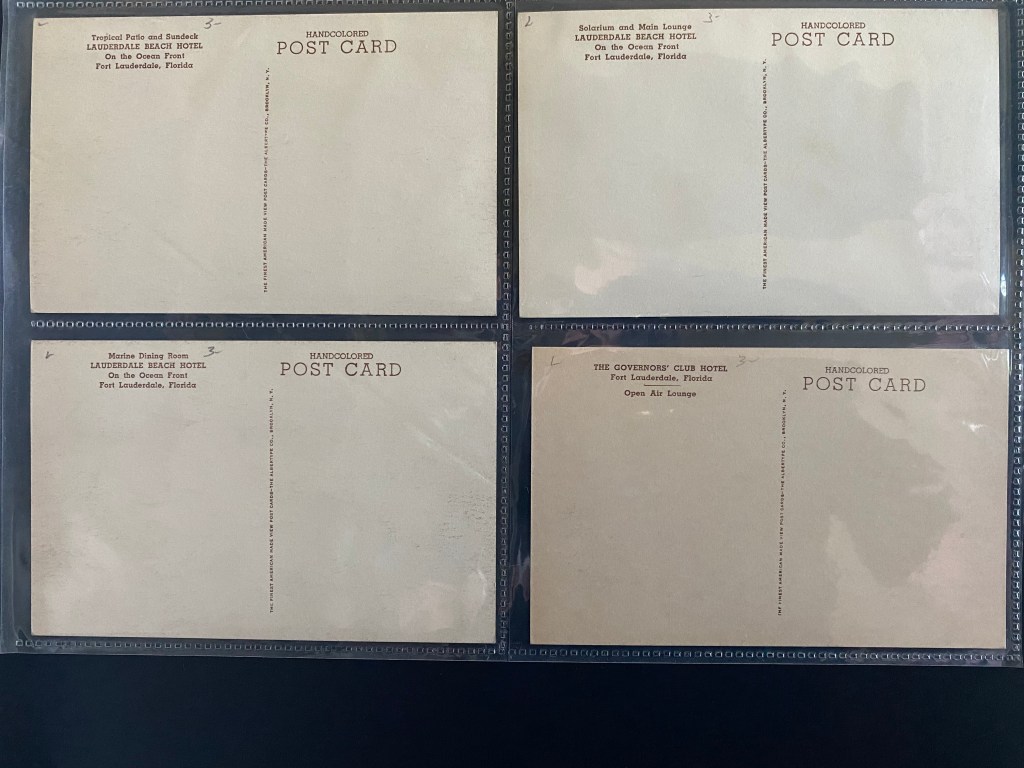 Tropical Patio and Sundeck
LAUDERDALE BEACH HOTEL
On the Ocean Front
Fort Lauderdale, Florida
3-
HANDCOLORED
POST CARD
THE FINEST AMERICAN MADE VIEW POST CARDS—THE ALBERTYPE CO., BROOKLYN, N. Y.
Solarium and Main Lounge
LAUDERDALE BEACH HOTEL
On the Ocean Front
Fort Lauderdale, Florida
3-
HANDCOLORED
POST CARD
THE FINEST AMERICAN MADE VIEW POST CARDS—THE ALBERTYPE CO., BROOKLYN, N. Y.
Marine Dining Room
LAUDERDALE BEACH HOTEL
On the Ocean Front
Fort Lauderdale, Florida
3-
HANDCOLORED
POST CARD
THE FINEST AMERICAN MADE VIEW POST CARDS—THE ALBERTYPE CO., BROOKLYN, N. Y.
THE GOVERNORS' CLUB HOTEL
Fort Lauderdale, Florida
Open Air Lounge
3-
HANDCOLORED
POST CARD
THE FINEST AMERICAN MADE VIEW POST CARDS—THE ALBERTYPE CO., BROOKLYN, N. Y.